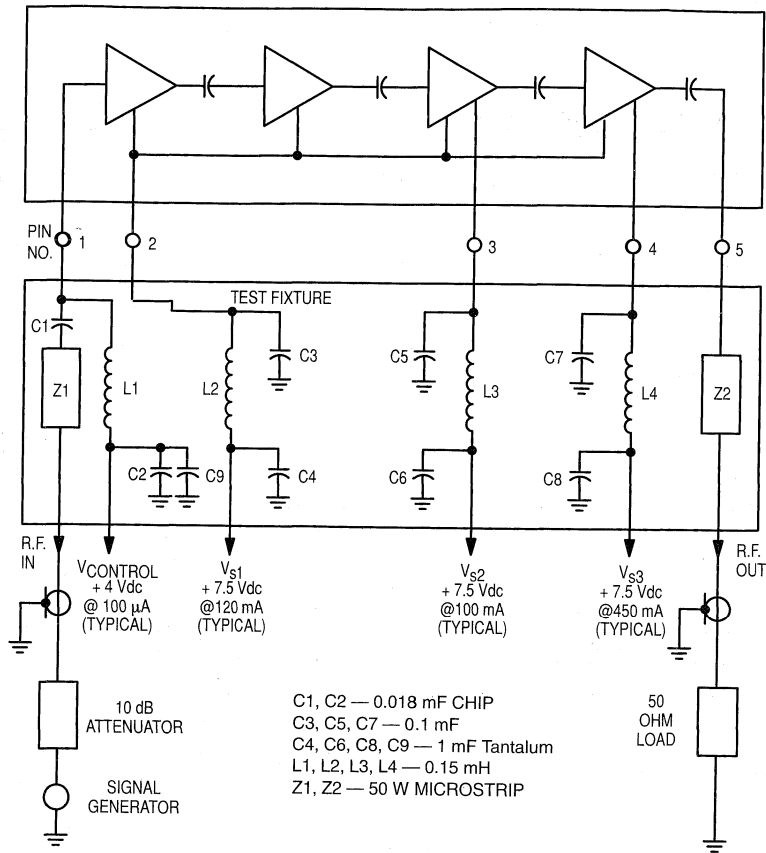 PIN
NO.
1
2
3
4
5
TEST FIXTURE
C1
Z1
L1
L2
C3
C5
L3
C7
L4
Z2
C2
C9
C4
C6
C8
R.F.
IN
VCONTROL
+ 4 Vdc
@ 100 µA
(TYPICAL)
Vs1
+ 7.5 Vdc
@120 mA
(TYPICAL)
Vs2
+ 7.5 Vdc
@100 mA
(TYPICAL)
Vs3
+ 7.5 Vdc
@450 mA
(TYPICAL)
R.F.
OUT
10 dB
ATTENUATOR
SIGNAL
GENERATOR
C1, C2 — 0.018 mF CHIP
C3, C5, C7 — 0.1 mF
C4, C6, C8, C9 — 1 mF Tantalum
L1, L2, L3, L4 — 0.15 mH
Z1, Z2 — 50 W MICROSTRIP
50
OHM
LOAD